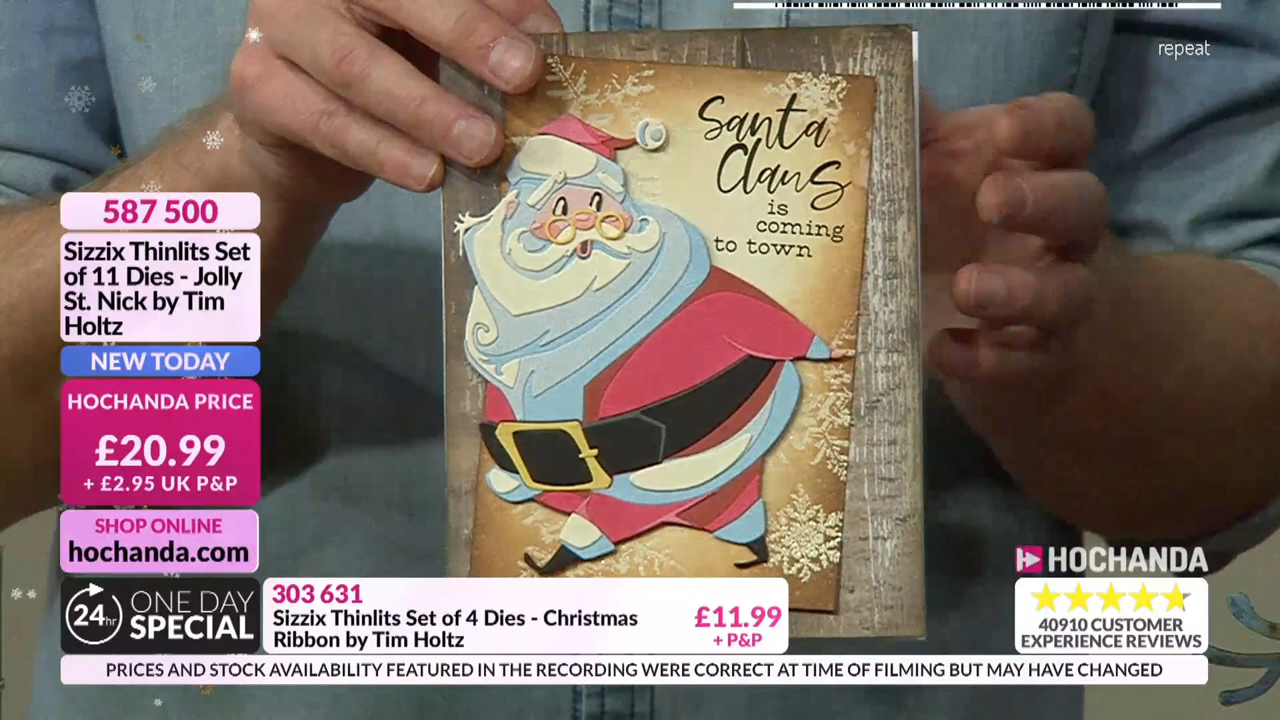 repeat
Santa
Claus
is
coming
to town
587 500
Sizzix Thinlits Set
of 11 Dies - Jolly
St. Nick by Tim
Holtz
NEW TODAY
HOCHANDA PRICE
£20.99
+ £2.95 UK P&P
SHOP ONLINE
hochanda.com
24hr
ONE DAY
SPECIAL
303 631
Sizzix Thinlits Set of 4 Dies - Christmas
Ribbon by Tim Holtz
£11.99
+ P&P
HOCHANDA
40910 CUSTOMER
EXPERIENCE REVIEWS
PRICES AND STOCK AVAILABILITY FEATURED IN THE RECORDING WERE CORRECT AT TIME OF FILMING BUT MAY HAVE CHANGED